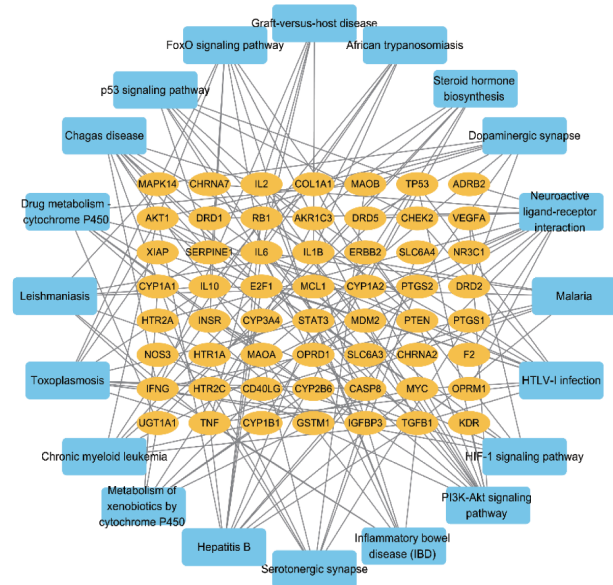 Graft-versus-host disease
FoxO signaling pathway
African trypanosomiasis
Steroid hormone
biosynthesis
p53 signaling pathway
Chagas disease
Dopaminergic synapse
MAPK14 CHRNA7 IL2 COL1A1 MAOB TP53 ADRB2
Drug metabolism -
cytochrome P450
Neuroactive
ligand-receptor
interaction
AKT1 DRD1 RB1 AKR1C3 DRD5 CHEK2 VEGFA
XIAP SERPINE1 IL6 IL1B ERBB2 SLC6A4 NR3C1
Leishmaniasis
CYP1A1 IL10 E2F1 MCL1 CYP1A2 PTGS2 DRD2
Malaria
HTR2A INSR CYP3A4 STAT3 MDM2 PTEN PTGS1
NOS3 HTR1A MAOA OPRD1 SLC6A3 CHRNA2 F2
Toxoplasmosis
HTLV-I infection
IFNG HTR2C CD40LG CYP2B6 CASP8 MYC OPRM1
UGT1A1 TNF CYP1B1 GSTM1 IGFBP3 TGFB1 KDR
Chronic myeloid leukemia
HIF-1 signaling pathway
Metabolism of
xenobiotics by
cytochrome P450
PI3K-Akt signaling
pathway
Hepatitis B
Inflammatory bowel
disease (IBD)
Serotonergic synapse